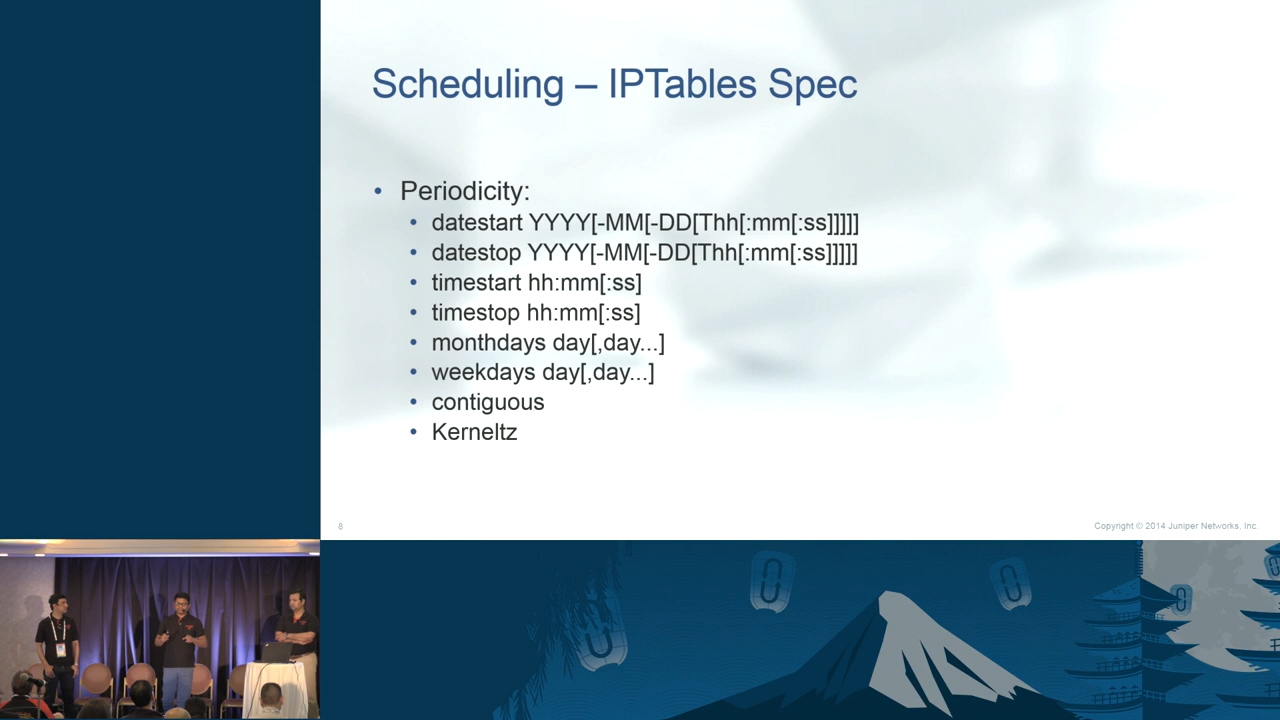 Scheduling – IPTables Spec
• Periodicity:
• datestart YYYY[-MM[-DD[Thh[:mm[:ss]]]]]
• datestop YYYY[-MM[-DD[Thh[:mm[:ss]]]]]
• timestart hh:mm[:ss]
• timestop hh:mm[:ss]
• monthdays day[,day...]
• weekdays day[,day...]
• contiguous
• Kerneltz
8
Copyright © 2014 Juniper Networks, Inc.